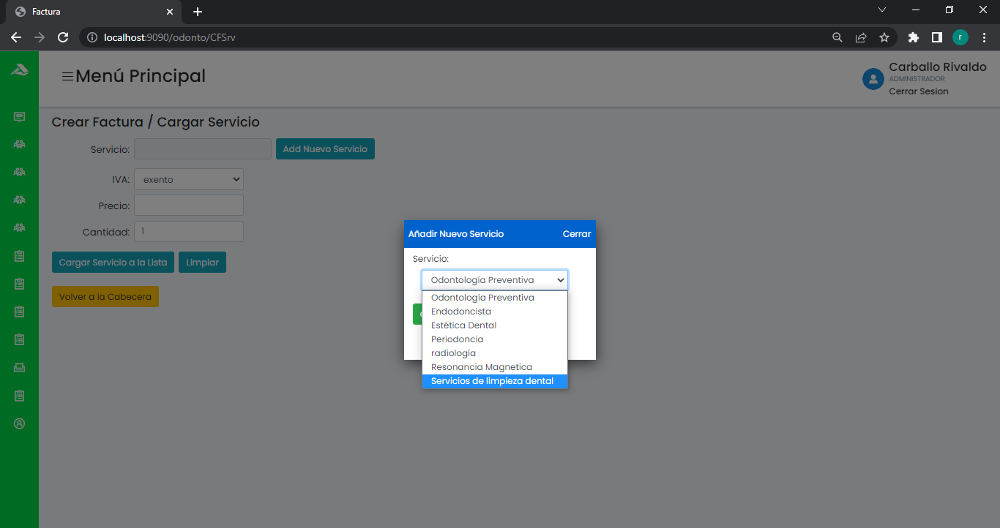 Factura
localhost:9090/odonto/CFSrv
r
Menú Principal
Carballo Rivaldo
ADMINISTRADOR
Cerrar Sesion
Crear Factura / Cargar Servicio
Servicio:
Add Nuevo Servicio
IVA:
exento
Precio:
Cantidad:
1
Cargar Servicio a la Lista
Limpiar
Volver a la Cabecera
Añadir Nuevo Servicio
Cerrar
Servicio:
Odontología Preventiva
Odontología Preventiva
Endodoncista
Estética Dental
Periodoncia
radiología
Resonancia Magnetica
Servicios de limpieza dental